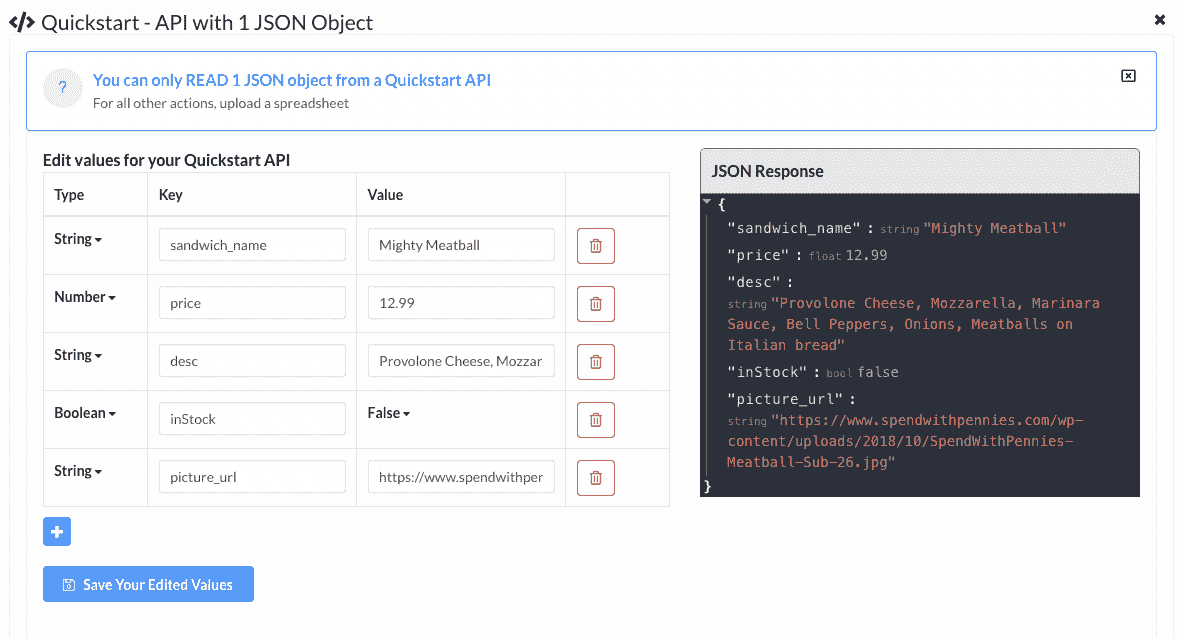 </> Quickstart - API with 1 JSON Object
?
You can only READ 1 JSON object from a Quickstart API
For all other actions, upload a spreadsheet
Edit values for your Quickstart API
Type Key Value
String sandwich_name Mighty Meatball
Number price 12.99
String desc Provolone Cheese, Mozzar
Boolean inStock False
String picture_url https://www.spendwithper
+
Save Your Edited Values
JSON Response
{
"sandwich_name" : string "Mighty Meatball"
"price" : float 12.99
"desc" :
string "Provolone Cheese, Mozzarella, Marinara
Sauce, Bell Peppers, Onions, Meatballs on
Italian bread"
"inStock" : bool false
"picture_url" :
string "https://www.spendwithpennies.com/wp-
content/uploads/2018/10/SpendWithPennies-
Meatball-Sub-26.jpg"
}